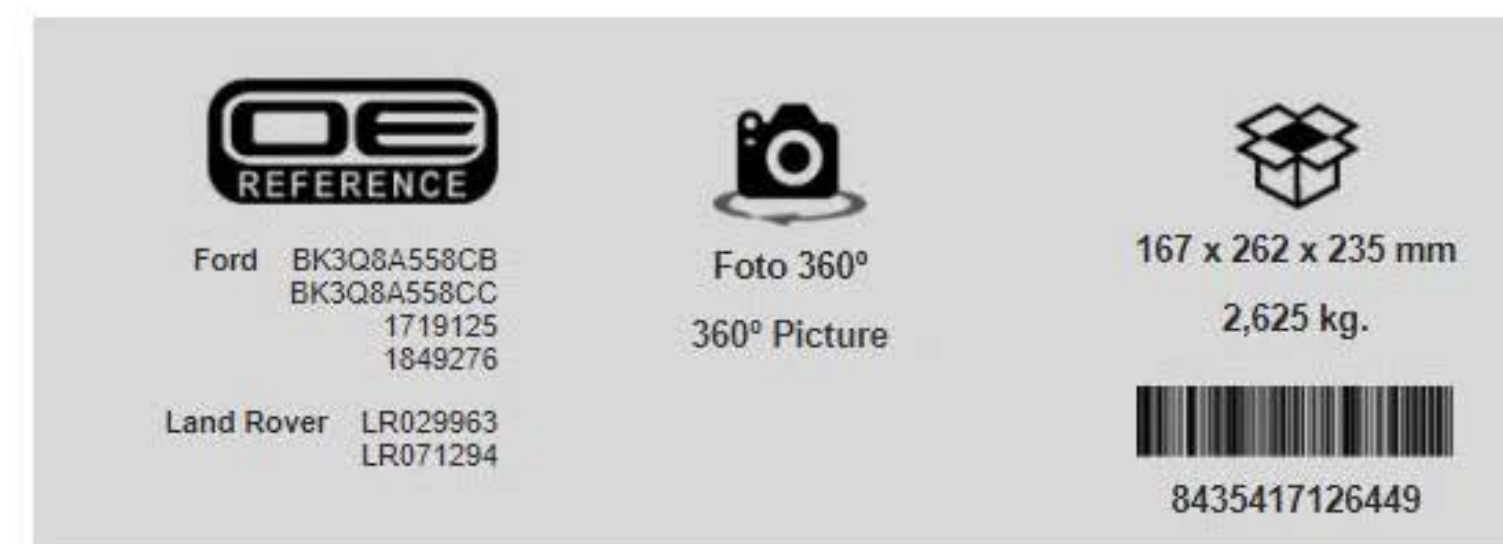 OE
REFERENCE
Ford BK3Q8A558CB
BK3Q8A558CC
1719125
1849276
Land Rover LR029963
LR071294
Foto 360º
360º Picture
167 x 262 x 235 mm
2,625 kg.
8435417126449